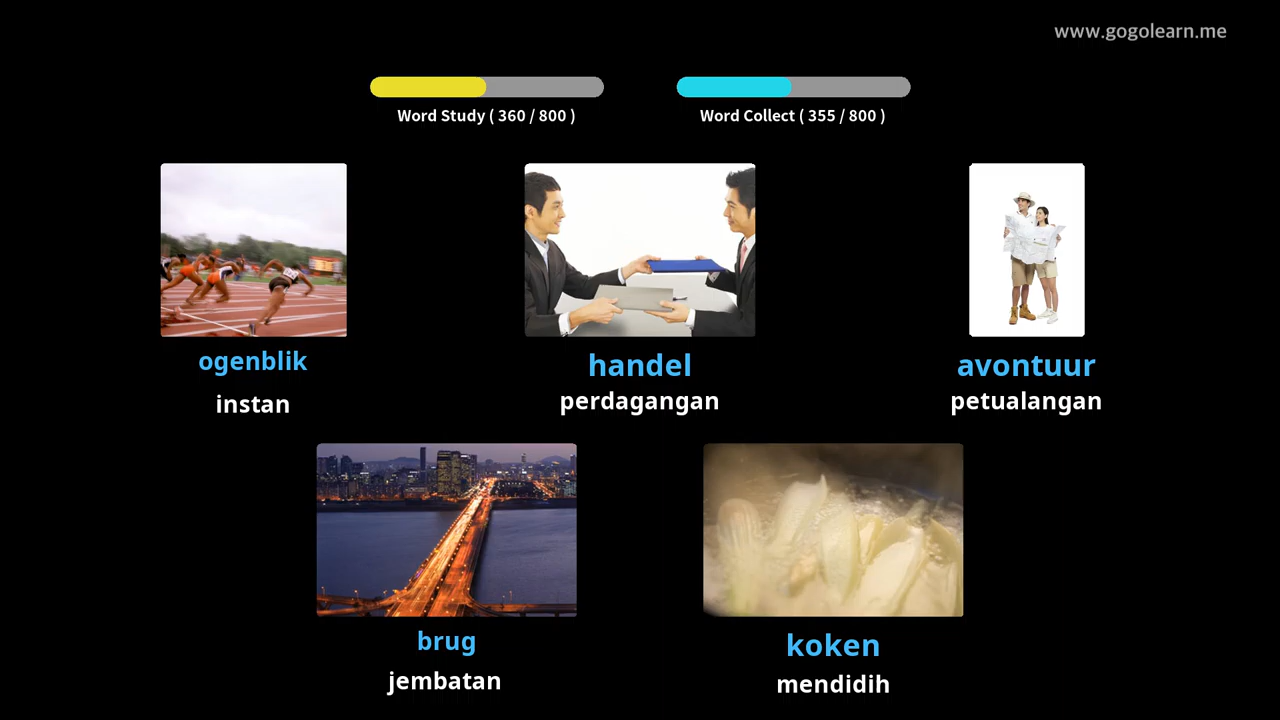 www.gogolearn.me
Word Study ( 360 / 800 )
Word Collect ( 355 / 800 )
ogenblik
instan
handel
perdagangan
avontuur
petualangan
brug
jembatan
koken
mendidih